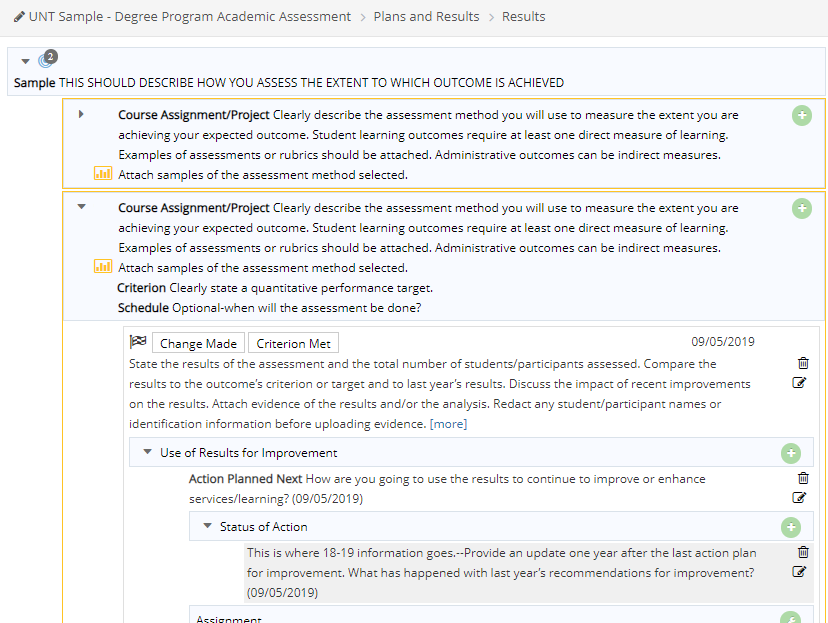 UNT Sample - Degree Program Academic Assessment > Plans and Results > Results
2
Sample THIS SHOULD DESCRIBE HOW YOU ASSESS THE EXTENT TO WHICH OUTCOME IS ACHIEVED
Course Assignment/Project Clearly describe the assessment method you will use to measure the extent you are
achieving your expected outcome. Student learning outcomes require at least one direct measure of learning.
Examples of assessments or rubrics should be attached. Administrative outcomes can be indirect measures.
Attach samples of the assessment method selected.
Course Assignment/Project Clearly describe the assessment method you will use to measure the extent you are
achieving your expected outcome. Student learning outcomes require at least one direct measure of learning.
Examples of assessments or rubrics should be attached. Administrative outcomes can be indirect measures.
Attach samples of the assessment method selected.
Criterion Clearly state a quantitative performance target.
Schedule Optional-when will the assessment be done?
Change Made Criterion Met 09/05/2019
State the results of the assessment and the total number of students/participants assessed. Compare the
results to the outcome's criterion or target and to last year's results. Discuss the impact of recent improvements
on the results. Attach evidence of the results and/or the analysis. Redact any student/participant names or
identification information before uploading evidence. [more]
Use of Results for Improvement
Action Planned Next How are you going to use the results to continue to improve or enhance
services/learning? (09/05/2019)
Status of Action
This is where 18-19 information goes.--Provide an update one year after the last action plan
for improvement. What has happened with last year's recommendations for improvement?
(09/05/2019)
Assignment